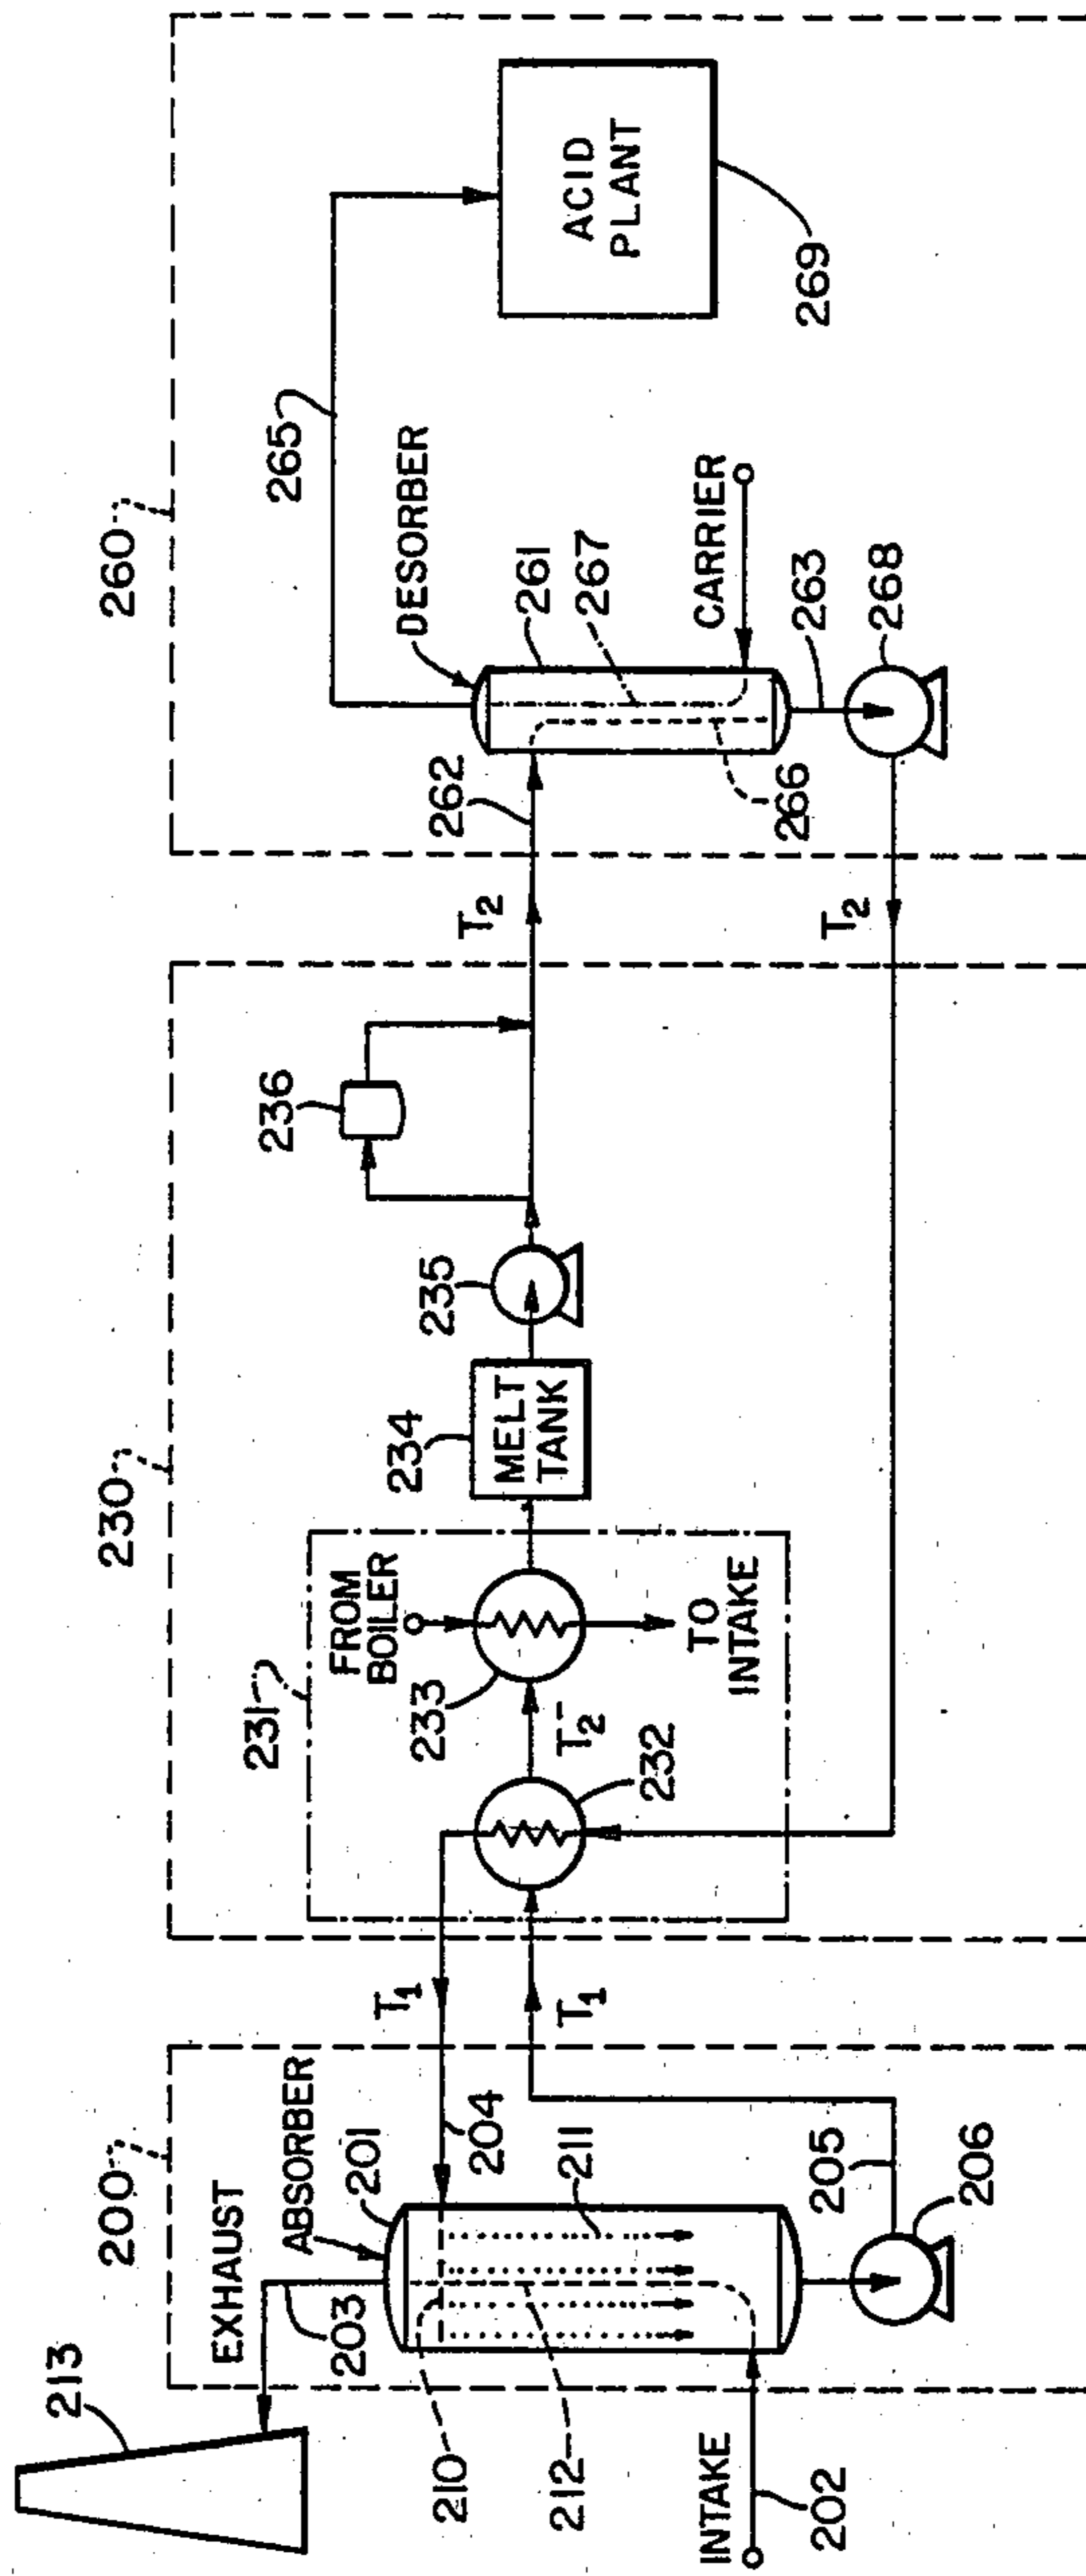 213
EXHAUST
200
ABSORBER
201
203
204
210
211
212
INTAKE
202
205
206
T1
T1
230
231
FROM
BOILER
233
T2-
232
TO
INTAKE
234
MELT
TANK
235
236
T2
T2
260
265
DESORBER
261
267
262
266
CARRIER
263
268
ACID
PLANT
269